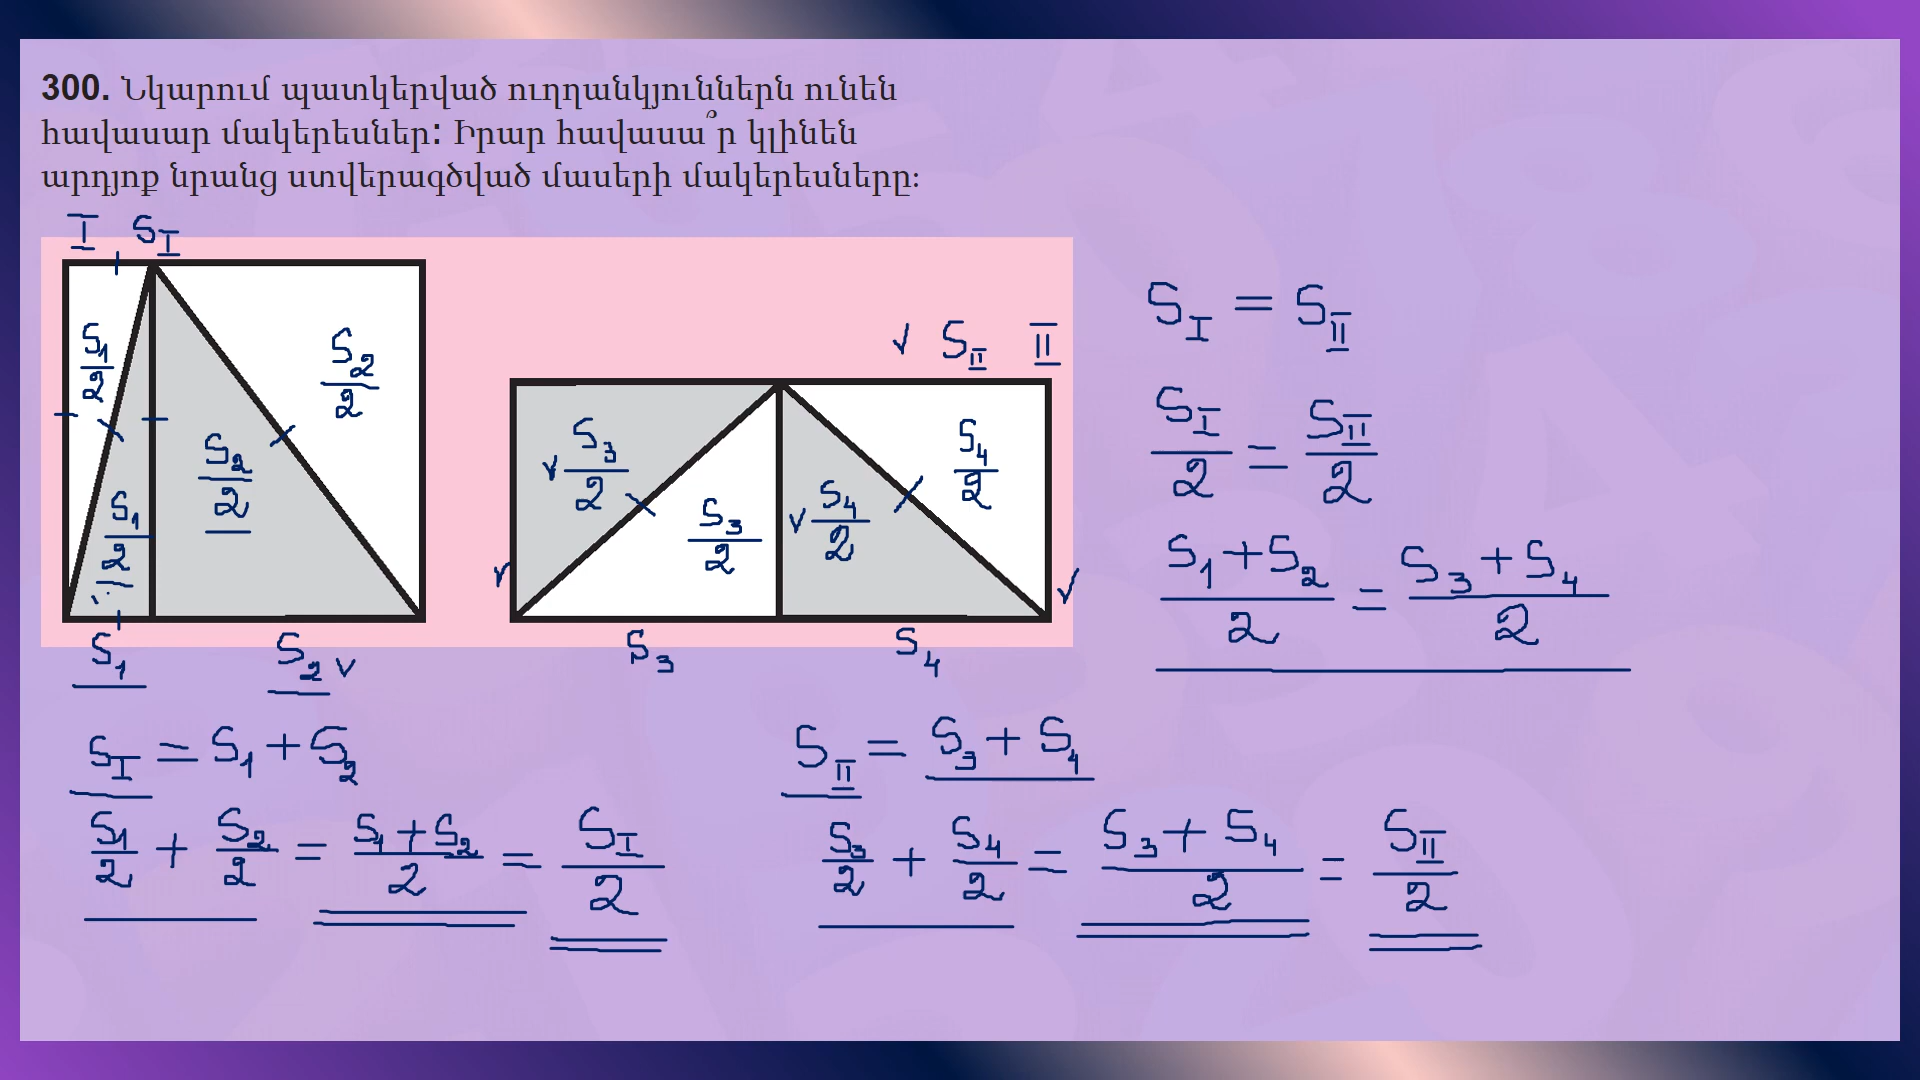 300. Նկարում պատկերված ուղղանկյուններն ունեն
հավասար մակերեսներ: Իրար հավասա՞ր կլինեն
արդյոք նրանց ստվերագծված մասերի մակերեսները։
I S_I
S_1/2 S_1/2 S_2/2 S_2/2
S_1 S_2 v
√ S_II II
v S_3/2 S_3/2 v S_4/2 S_4/2
S_3 S_4
S_I = S_II
S_I/2 = S_II/2
(S_1 + S_2)/2 = (S_3 + S_4)/2
S_I = S_1 + S_2
S_1/2 + S_2/2 = (S_1 + S_2)/2 = S_I/2
S_II = S_3 + S_4
S_3/2 + S_4/2 = (S_3 + S_4)/2 = S_II/2